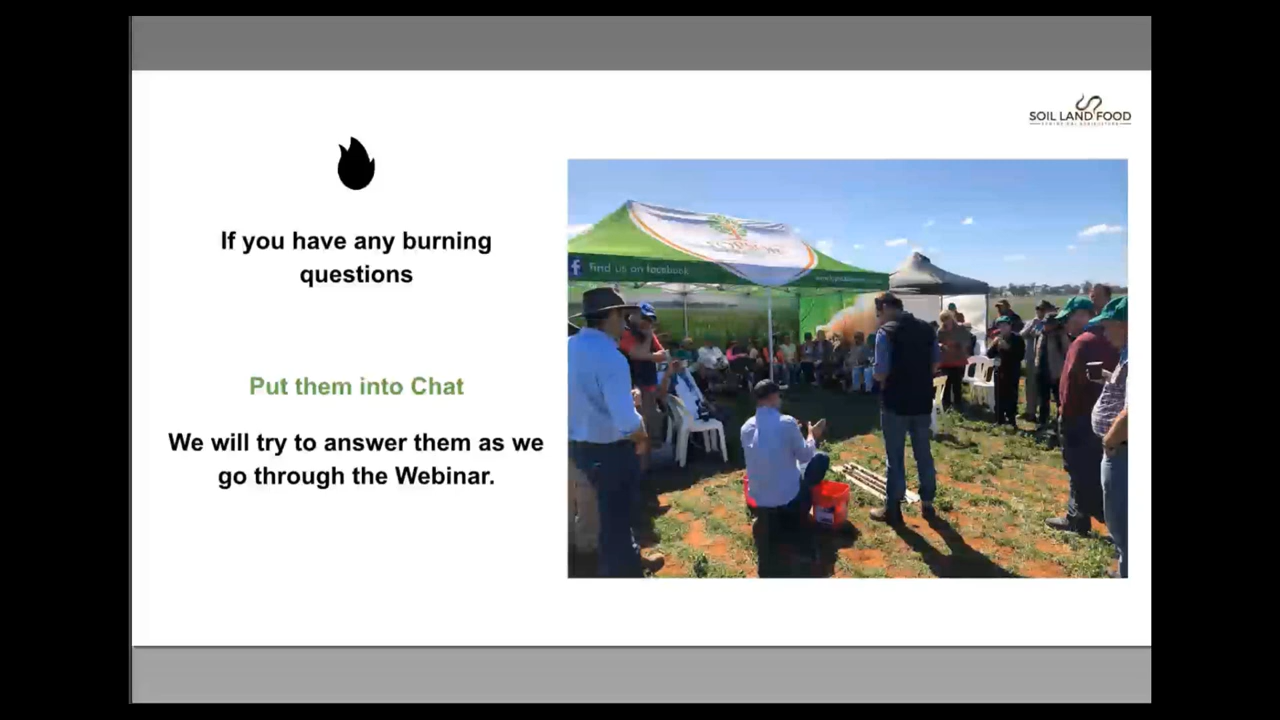 SOIL LAND FOOD
If you have any burning
questions
Put them into Chat
We will try to answer them as we
go through the Webinar.
Find us on facebook